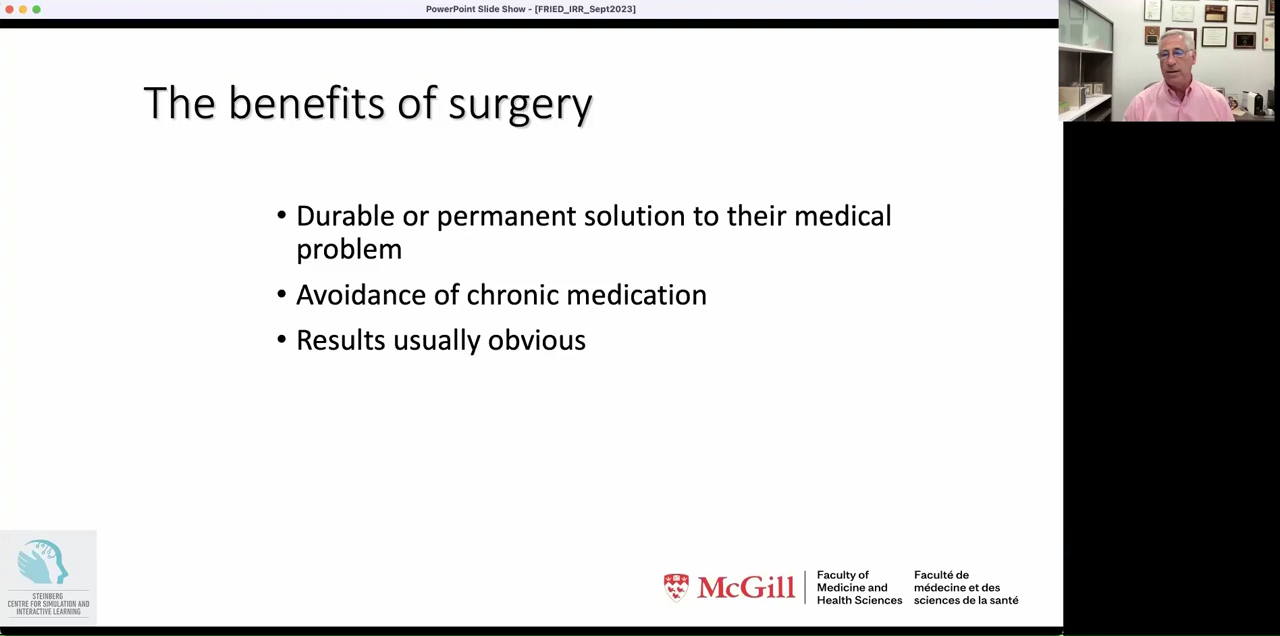 PowerPoint Slide Show - [FRIED_IRR_Sept2023]
The benefits of surgery
• Durable or permanent solution to their medical
problem
• Avoidance of chronic medication
• Results usually obvious
STEINBERG
CENTRE FOR SIMULATION AND
INTERACTIVE LEARNING
McGill
Faculty of
Medicine and
Health Sciences
Faculté de
médecine et des
sciences de la santé